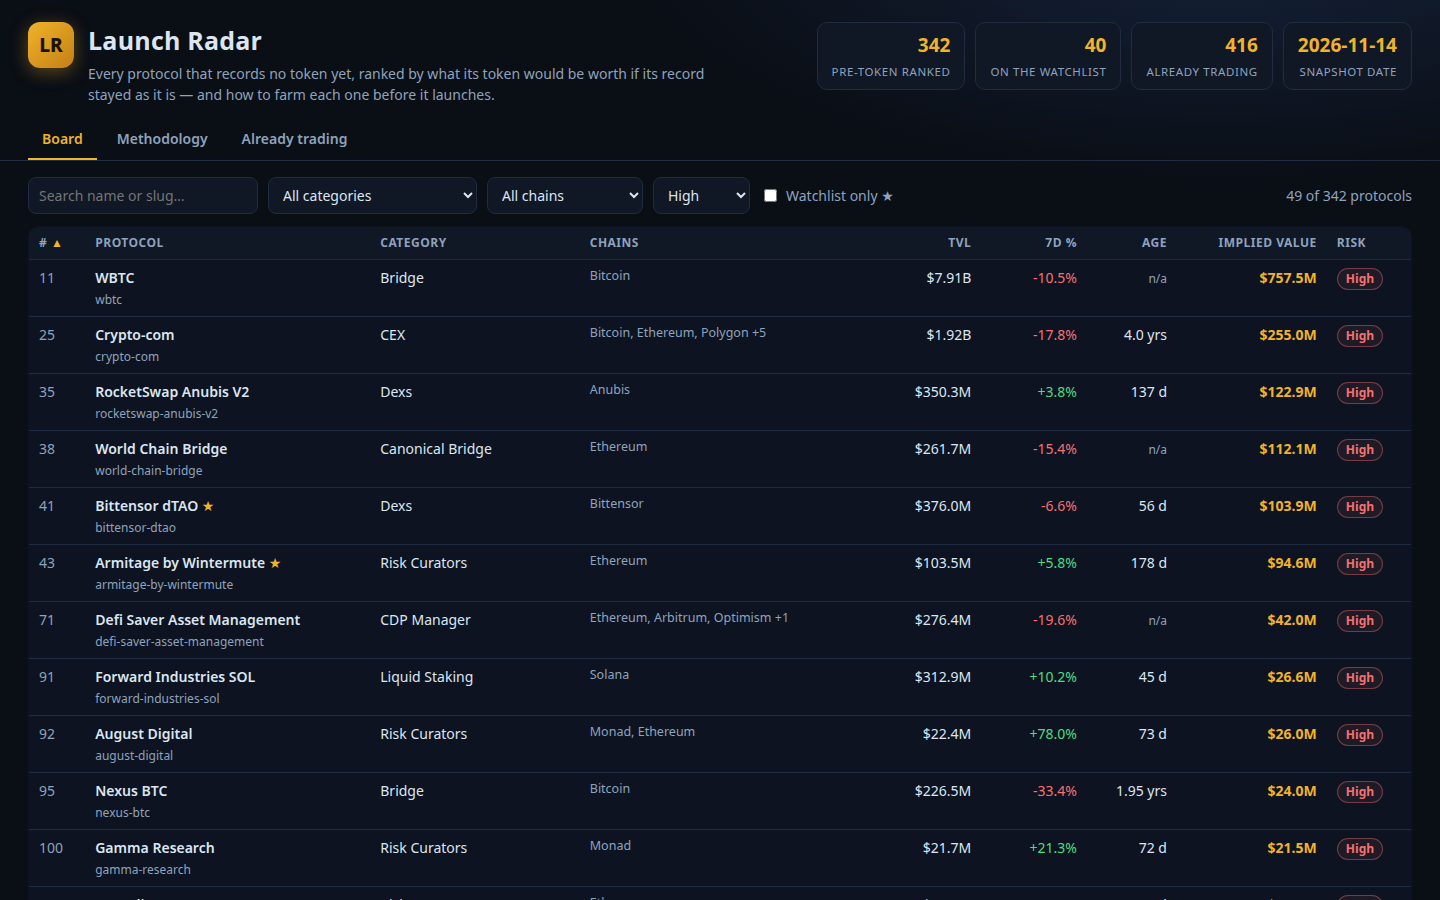 LR
Launch Radar
Every protocol that records no token yet, ranked by what its token would be worth if its record
stayed as it is — and how to farm each one before it launches.
342
PRE-TOKEN RANKED
40
ON THE WATCHLIST
416
ALREADY TRADING
2026-11-14
SNAPSHOT DATE
Board Methodology Already trading
Search name or slug... All categories All chains High Watchlist only ★ 49 of 342 protocols
# ▲ PROTOCOL CATEGORY CHAINS TVL 7D % AGE IMPLIED VALUE RISK
11 WBTC Bridge Bitcoin $7.91B -10.5% n/a $757.5M High
wbtc
25 Crypto-com CEX Bitcoin, Ethereum, Polygon +5 $1.92B -17.8% 4.0 yrs $255.0M High
crypto-com
35 RocketSwap Anubis V2 Dexs Anubis $350.3M +3.8% 137 d $122.9M High
rocketswap-anubis-v2
38 World Chain Bridge Canonical Bridge Ethereum $261.7M -15.4% n/a $112.1M High
world-chain-bridge
41 Bittensor dTAO ★ Dexs Bittensor $376.0M -6.6% 56 d $103.9M High
bittensor-dtao
43 Armitage by Wintermute ★ Risk Curators Ethereum $103.5M +5.8% 178 d $94.6M High
armitage-by-wintermute
71 Defi Saver Asset Management CDP Manager Ethereum, Arbitrum, Optimism +1 $276.4M -19.6% n/a $42.0M High
defi-saver-asset-management
91 Forward Industries SOL Liquid Staking Solana $312.9M +10.2% 45 d $26.6M High
forward-industries-sol
92 August Digital Risk Curators Monad, Ethereum $22.4M +78.0% 73 d $26.0M High
august-digital
95 Nexus BTC Bridge Bitcoin $226.5M -33.4% 1.95 yrs $24.0M High
nexus-btc
100 Gamma Research Risk Curators Monad $21.7M +21.3% 72 d $21.5M High
gamma-research